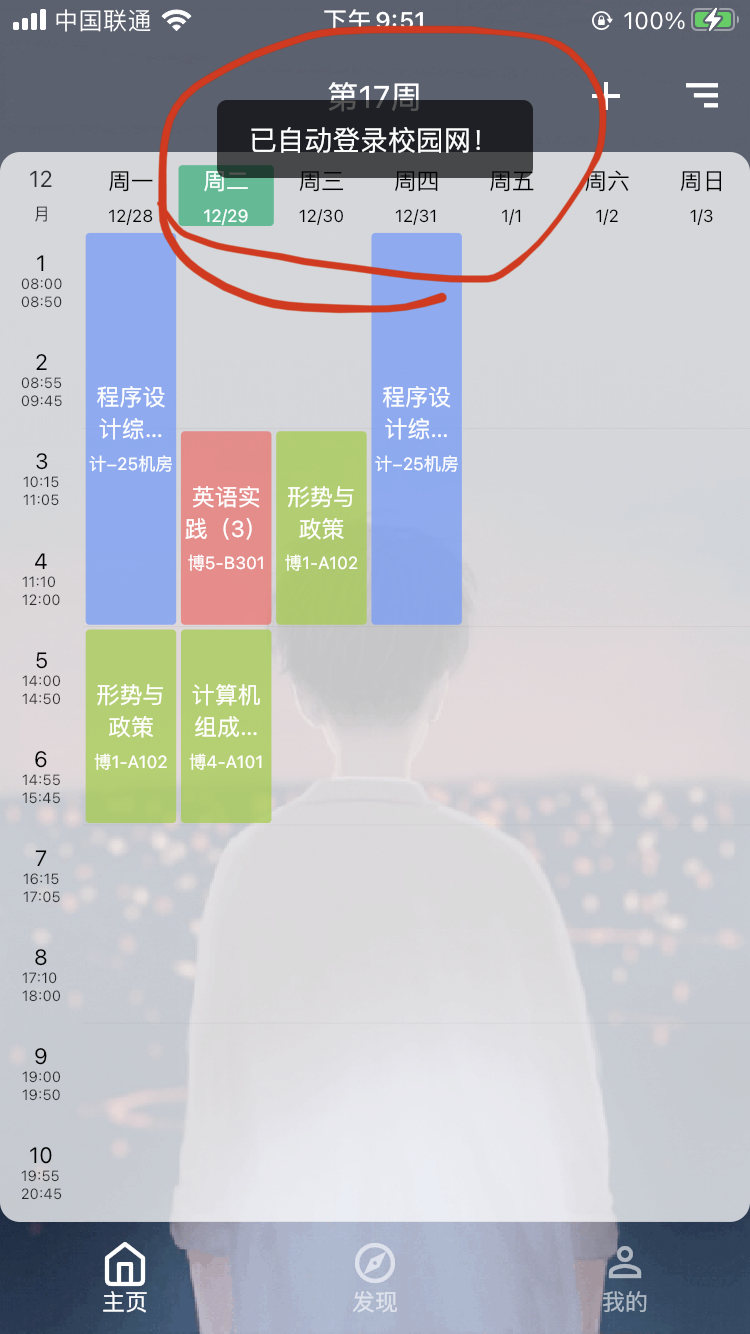 中国联通 下午 9:51 100%
第17周
已自动登录校园网！
12 周一 周二 周三 周四 周五 周六 周日
月 12/28 12/29 12/30 12/31 1/1 1/2 1/3
1
08:00
08:50
2
08:55
09:45
程序设 程序设
计综... 计综...
计-25机房 计-25机房
3
10:15
11:05
英语实 形势与
践（3） 政策
博5-B301 博1-A102
4
11:10
12:00
5
14:00
14:50
形势与 计算机
政策 组成...
博1-A102 博4-A101
6
14:55
15:45
7
16:15
17:05
8
17:10
18:00
9
19:00
19:50
10
19:55
20:45
主页 发现 我的